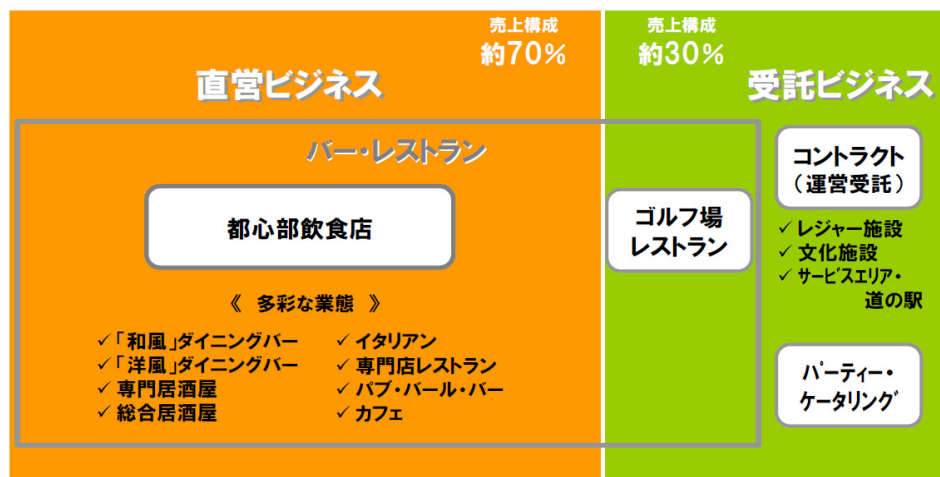 売上構成
約70%
直営ビジネス
売上構成
約30%
受託ビジネス
バー・レストラン
都心部飲食店
《 多彩な業態 》
✓「和風」ダイニングバー
✓「洋風」ダイニングバー
✓専門居酒屋
✓総合居酒屋
✓イタリアン
✓専門店レストラン
✓パブ・バール・バー
✓カフェ
ゴルフ場
レストラン
コントラクト
（運営受託）
✓レジャー施設
✓文化施設
✓ｻｰﾋﾞｽエリア・
道の駅
ﾊﾟｰティー・
ケータリンｸﾞ